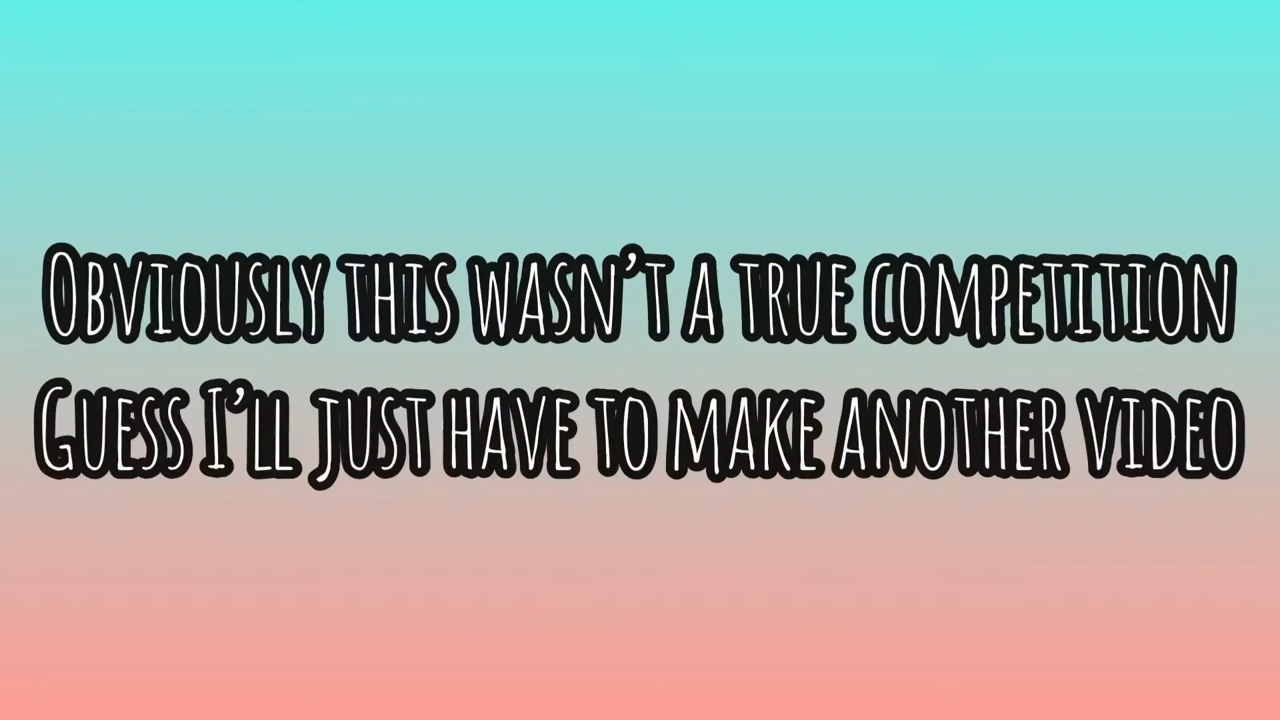 Obviously this wasn't a true competition
Guess I'll just have to make another video